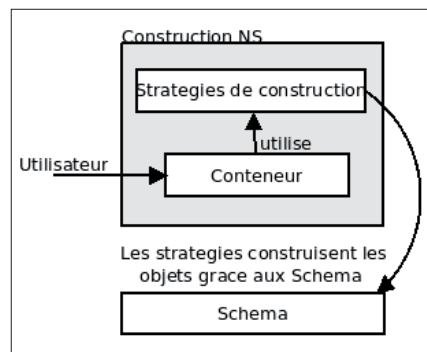 Construction NS
Strategies de construction
utilise
Utilisateur
Conteneur
Les strategies construisent les
objets grace aux Schema
Schema